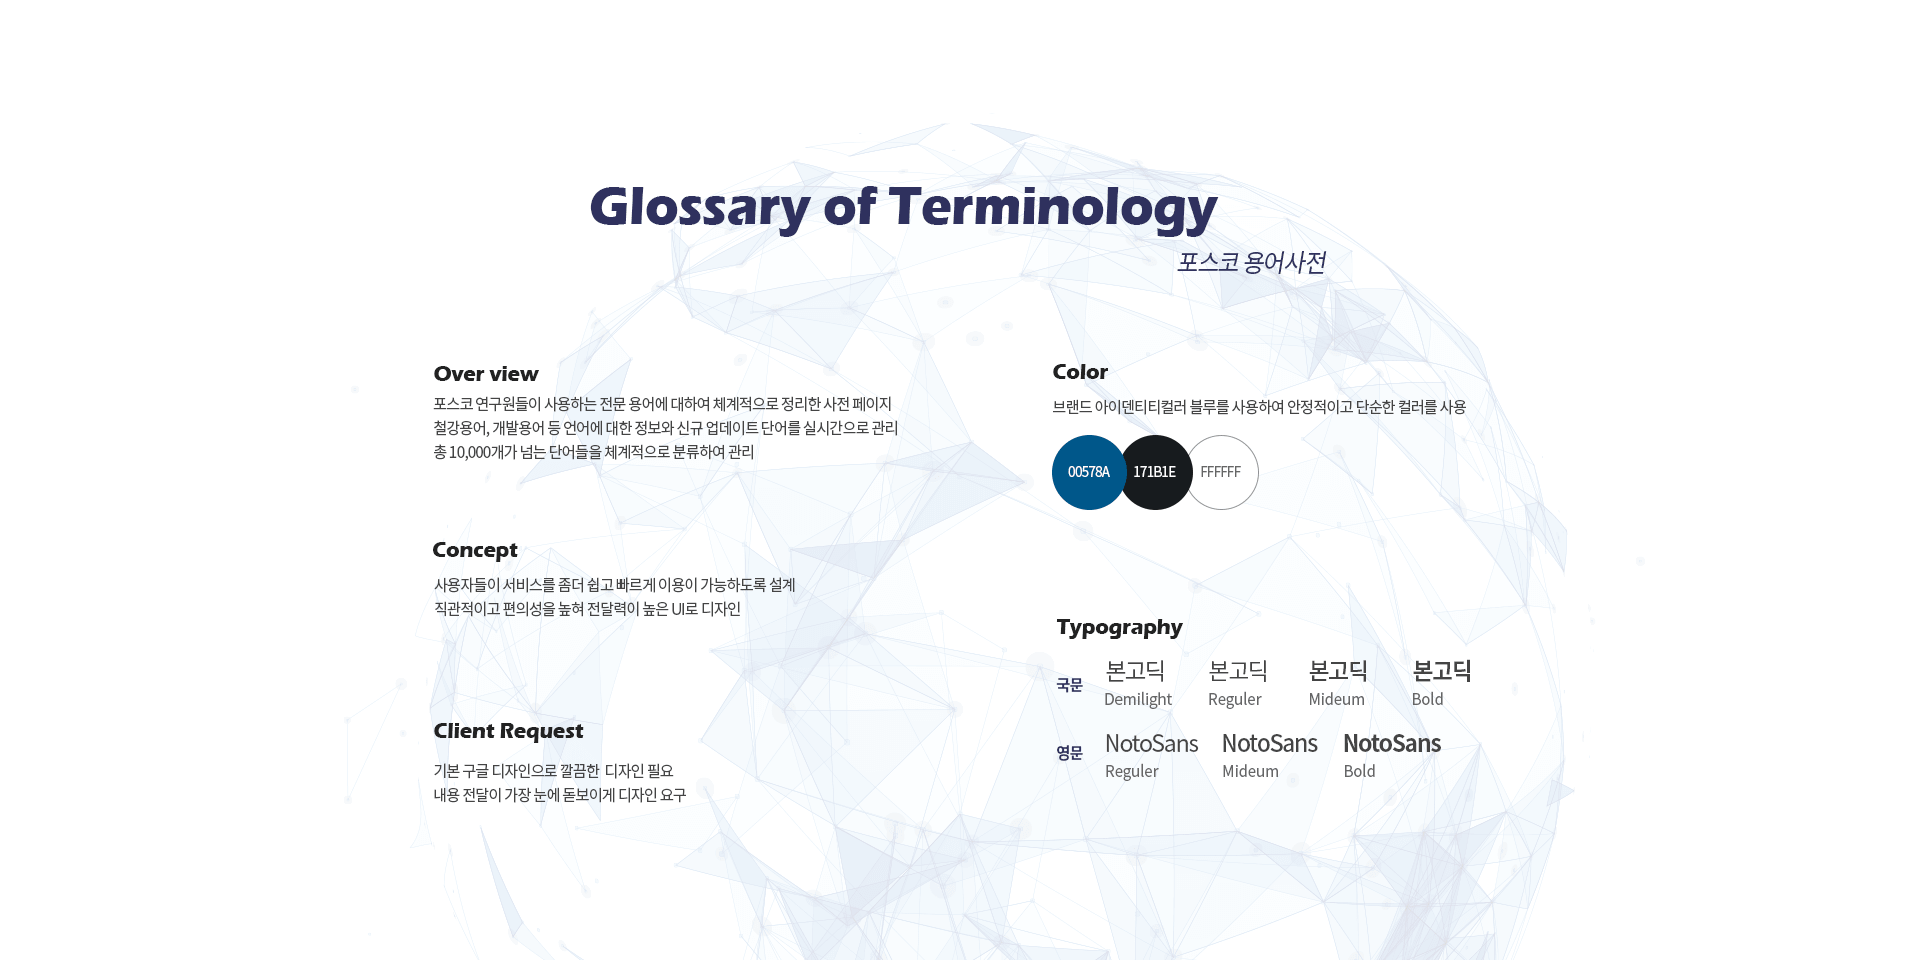 Glossary of Terminology
포스코 용어사전
Over view
포스코 연구원들이 사용하는 전문 용어에 대하여 체계적으로 정리한 사전 페이지
철강용어, 개발용어 등 언어에 대한 정보와 신규 업데이트 단어를 실시간으로 관리
총 10,000개가 넘는 단어들을 체계적으로 분류하여 관리
Concept
사용자들이 서비스를 좀더 쉽고 빠르게 이용이 가능하도록 설계
직관적이고 편의성을 높혀 전달력이 높은 UI로 디자인
Client Request
기본 구글 디자인으로 깔끔한 디자인 필요
내용 전달이 가장 눈에 돋보이게 디자인 요구
Color
브랜드 아이덴티티컬러 블루를 사용하여 안정적이고 단순한 컬러를 사용
00578A 171B1E FFFFFF
Typography
국문 본고딕 본고딕 본고딕 본고딕
Demilight Reguler Mideum Bold
영문 NotoSans NotoSans NotoSans
Reguler Mideum Bold